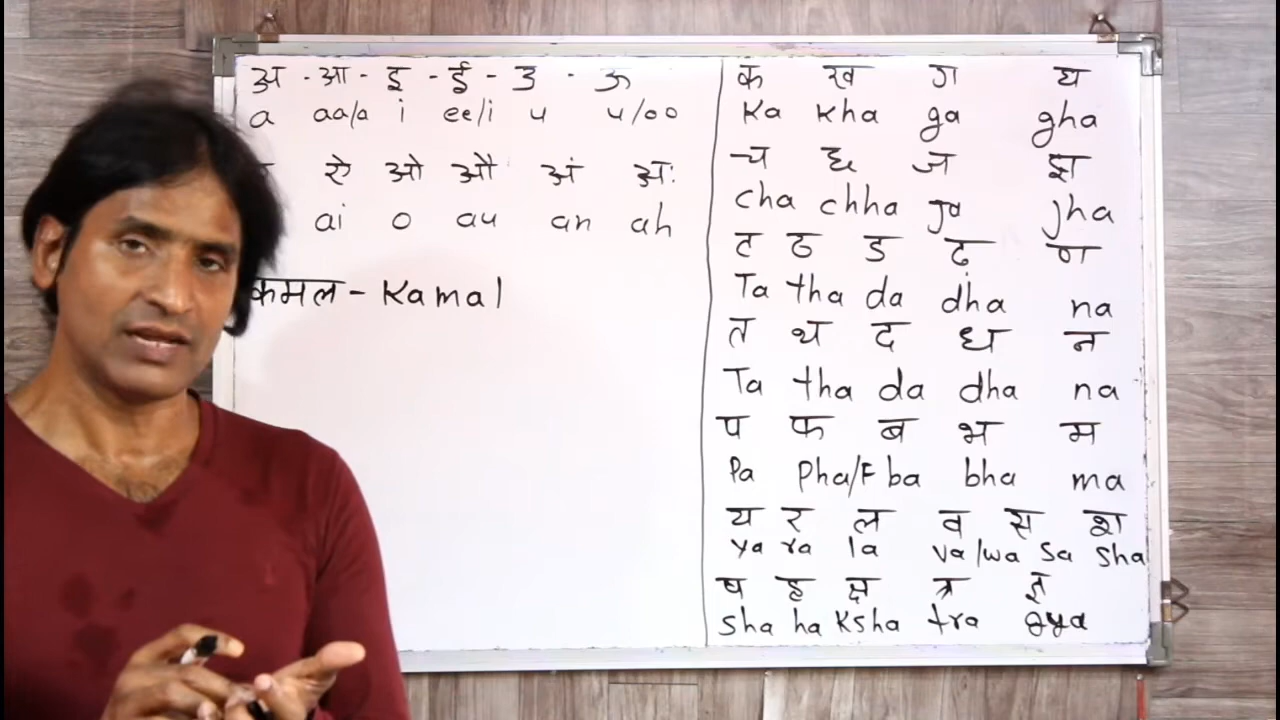 अ - आ - इ - ई - उ - ऊ
a aa/a i ee/i u u/oo
ऐ ओ औ अं अः
ai o au an ah
कमल - Kamal
क ख ग घ
Ka kha ga gha
च छ ज झ
cha chha ja jha
ट ठ ड ढ ण
Ta tha da dha na
त थ द ध न
Ta tha da dha na
प फ ब भ म
Pa Pha/F ba bha ma
य र ल व स श
ya ra la va/wa sa sha
ष ह क्ष त्र ज्ञ
sha ha Ksha tra gya